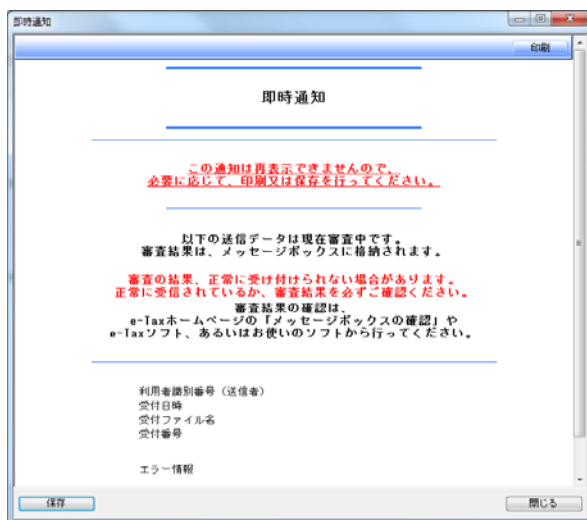 即時通知
印刷
即時通知
この通知は再表示できませんので、
必要に応じて、印刷又は保存を行ってください。
以下の送信データは現在審査中です。
審査結果は、メッセージボックスに格納されます。
審査の結果、正常に受け付けられない場合があります。
正常に受信されているか、審査結果を必ずご確認ください。
審査結果の確認は、
e-Taxホームページの「メッセージボックスの確認」や
e-Taxソフト、あるいはお使いのソフトから行ってください。
利用者識別番号（送信者）
受付日時
受付ファイル名
受付番号
エラー情報
保存
閉じる